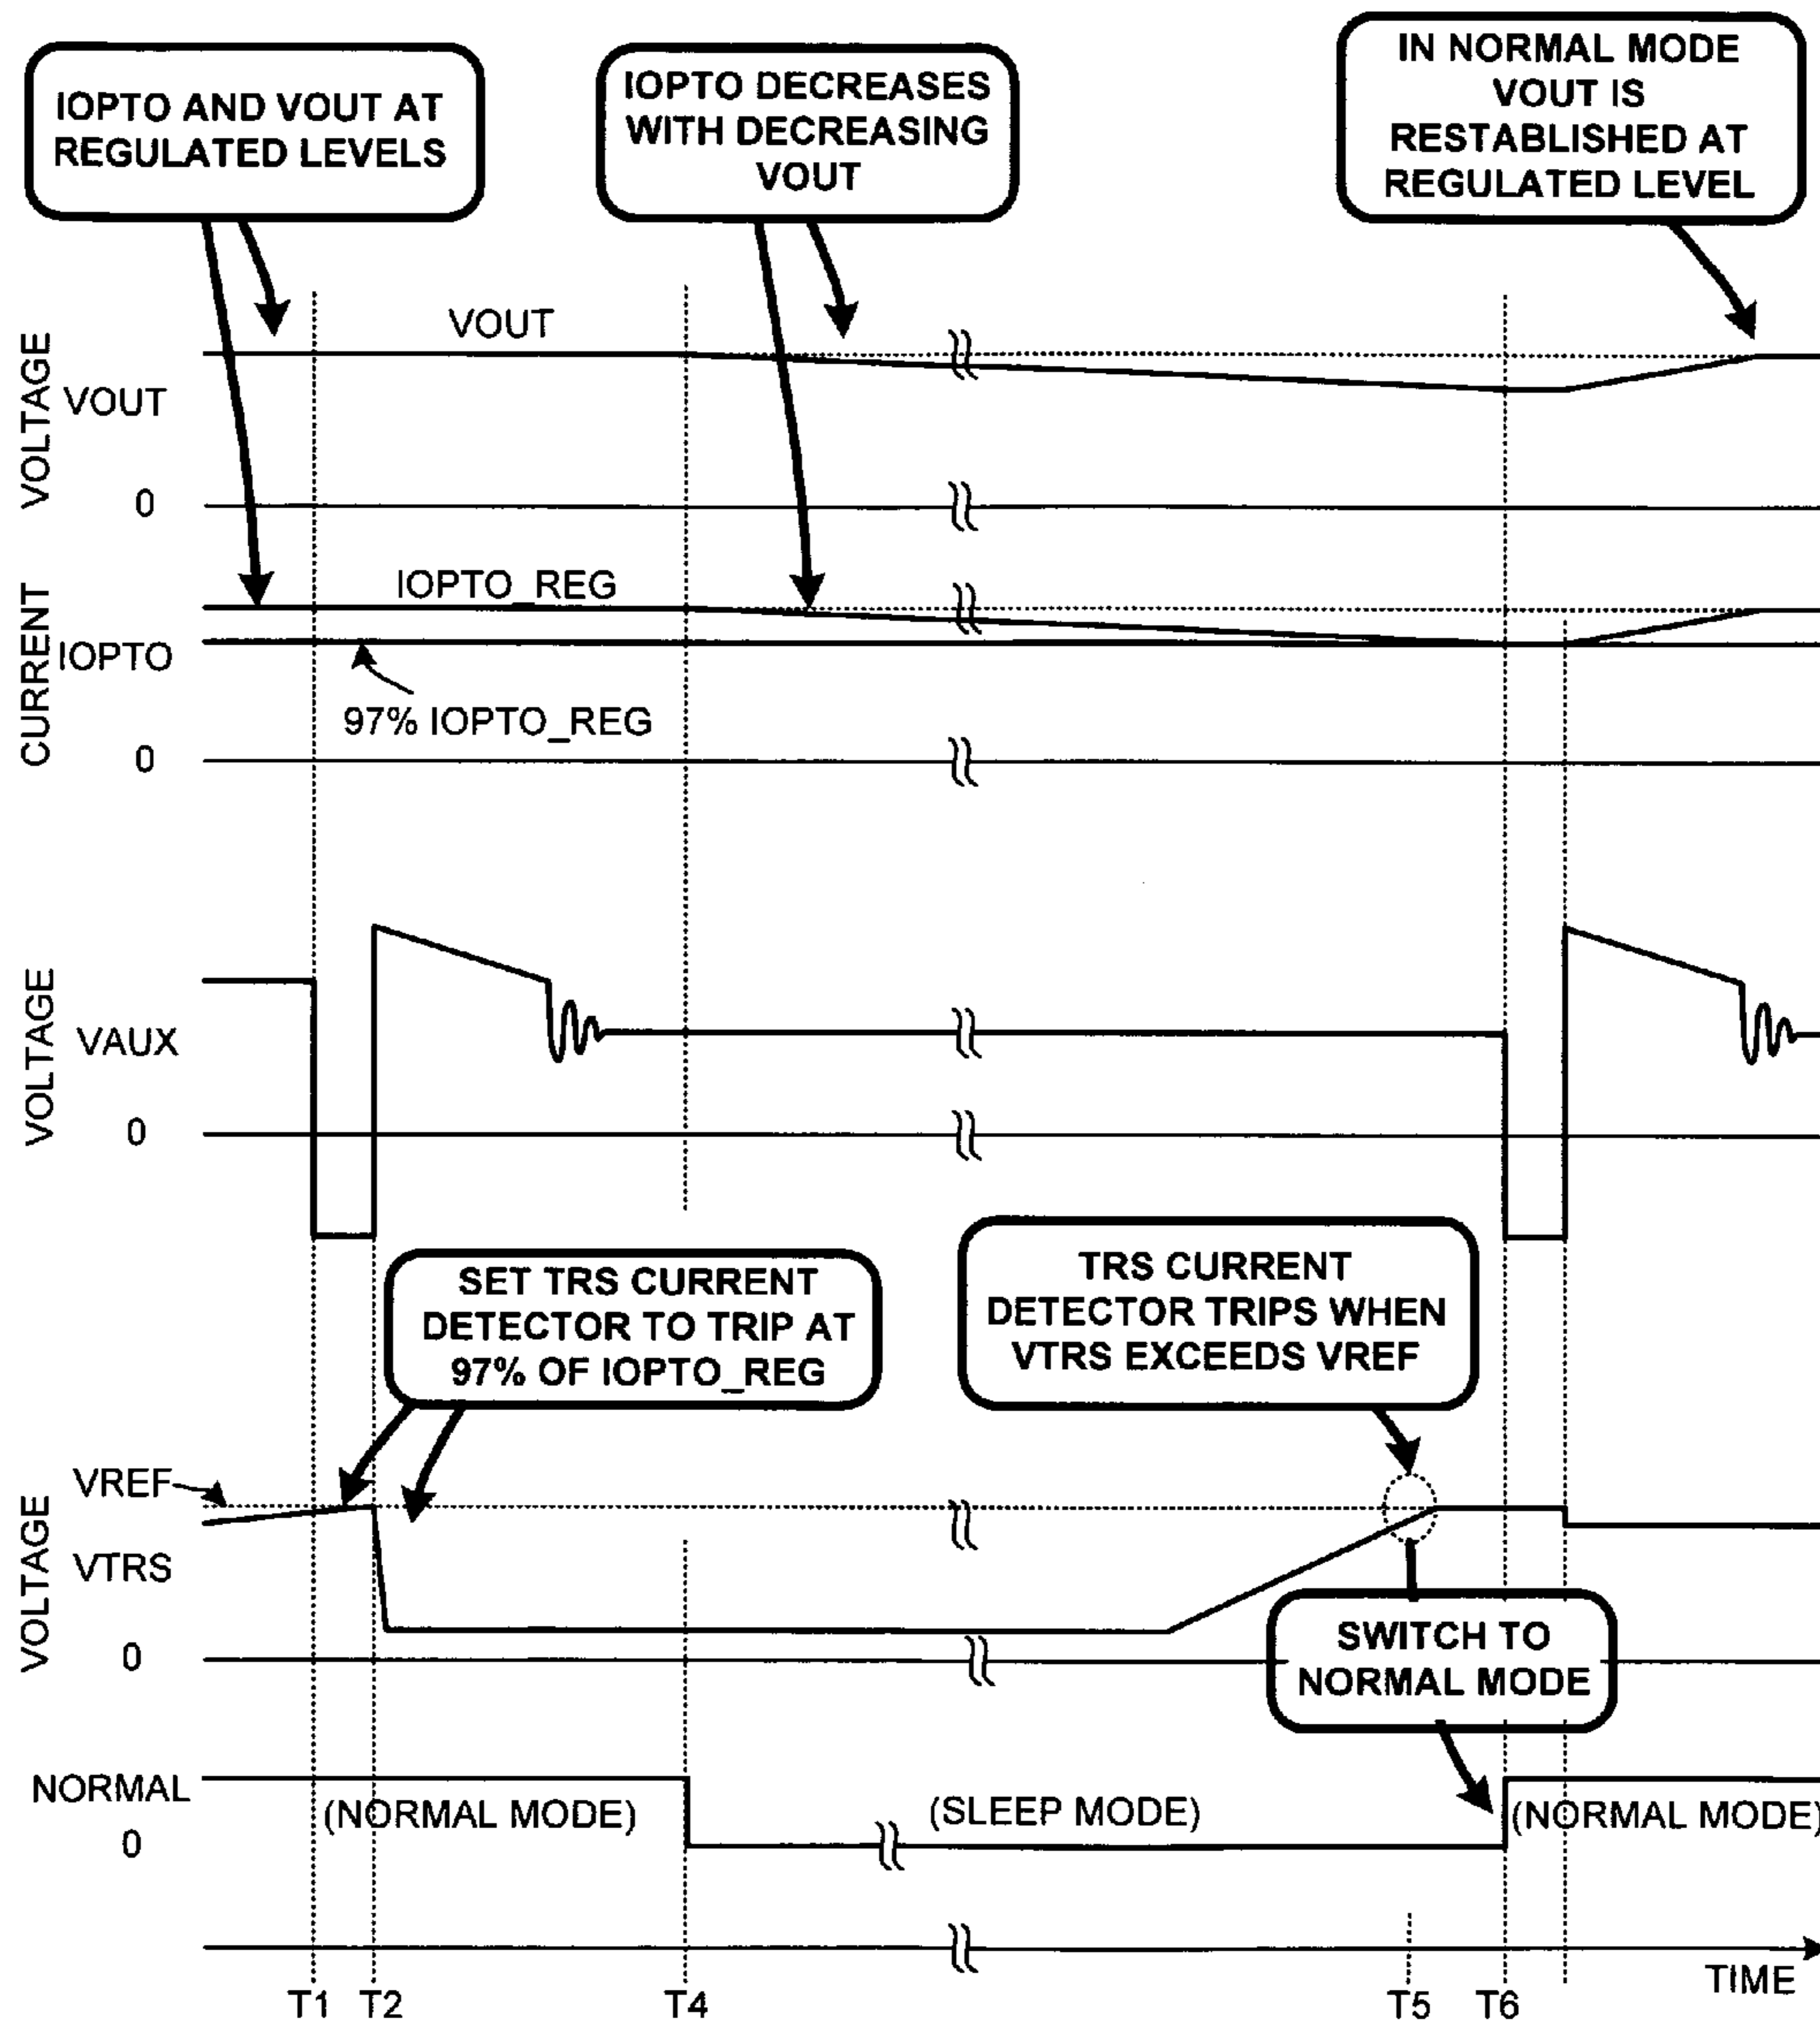 IOPTO AND VOUT AT
REGULATED LEVELS
IOPTO DECREASES
WITH DECREASING
VOUT
IN NORMAL MODE
VOUT IS
RESTABLISHED AT
REGULATED LEVEL
VOLTAGE
VOUT
VOUT
0
CURRENT
IOPTO_REG
IOPTO
97% IOPTO_REG
0
VOLTAGE
VAUX
0
SET TRS CURRENT
DETECTOR TO TRIP AT
97% OF IOPTO_REG
TRS CURRENT
DETECTOR TRIPS WHEN
VTRS EXCEEDS VREF
VOLTAGE
VREF
VTRS
0
SWITCH TO
NORMAL MODE
NORMAL
0
(NORMAL MODE)
(SLEEP MODE)
(NORMAL MODE)
TIME
T1
T2
T4
T5
T6